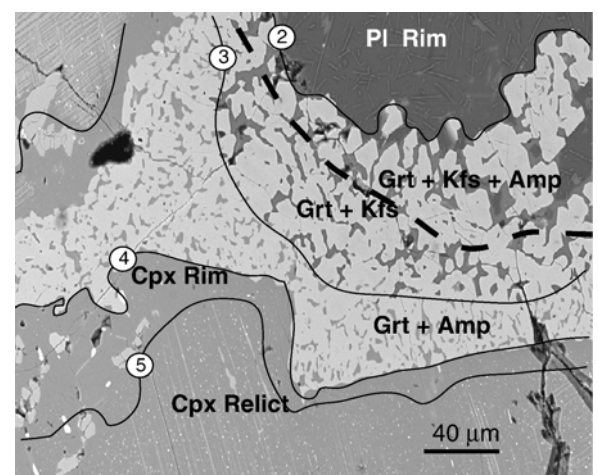 2
Pl Rim
3
Grt + Kfs + Amp
Grt + Kfs
4
Cpx Rim
Grt + Amp
5
Cpx Relict
40 µm